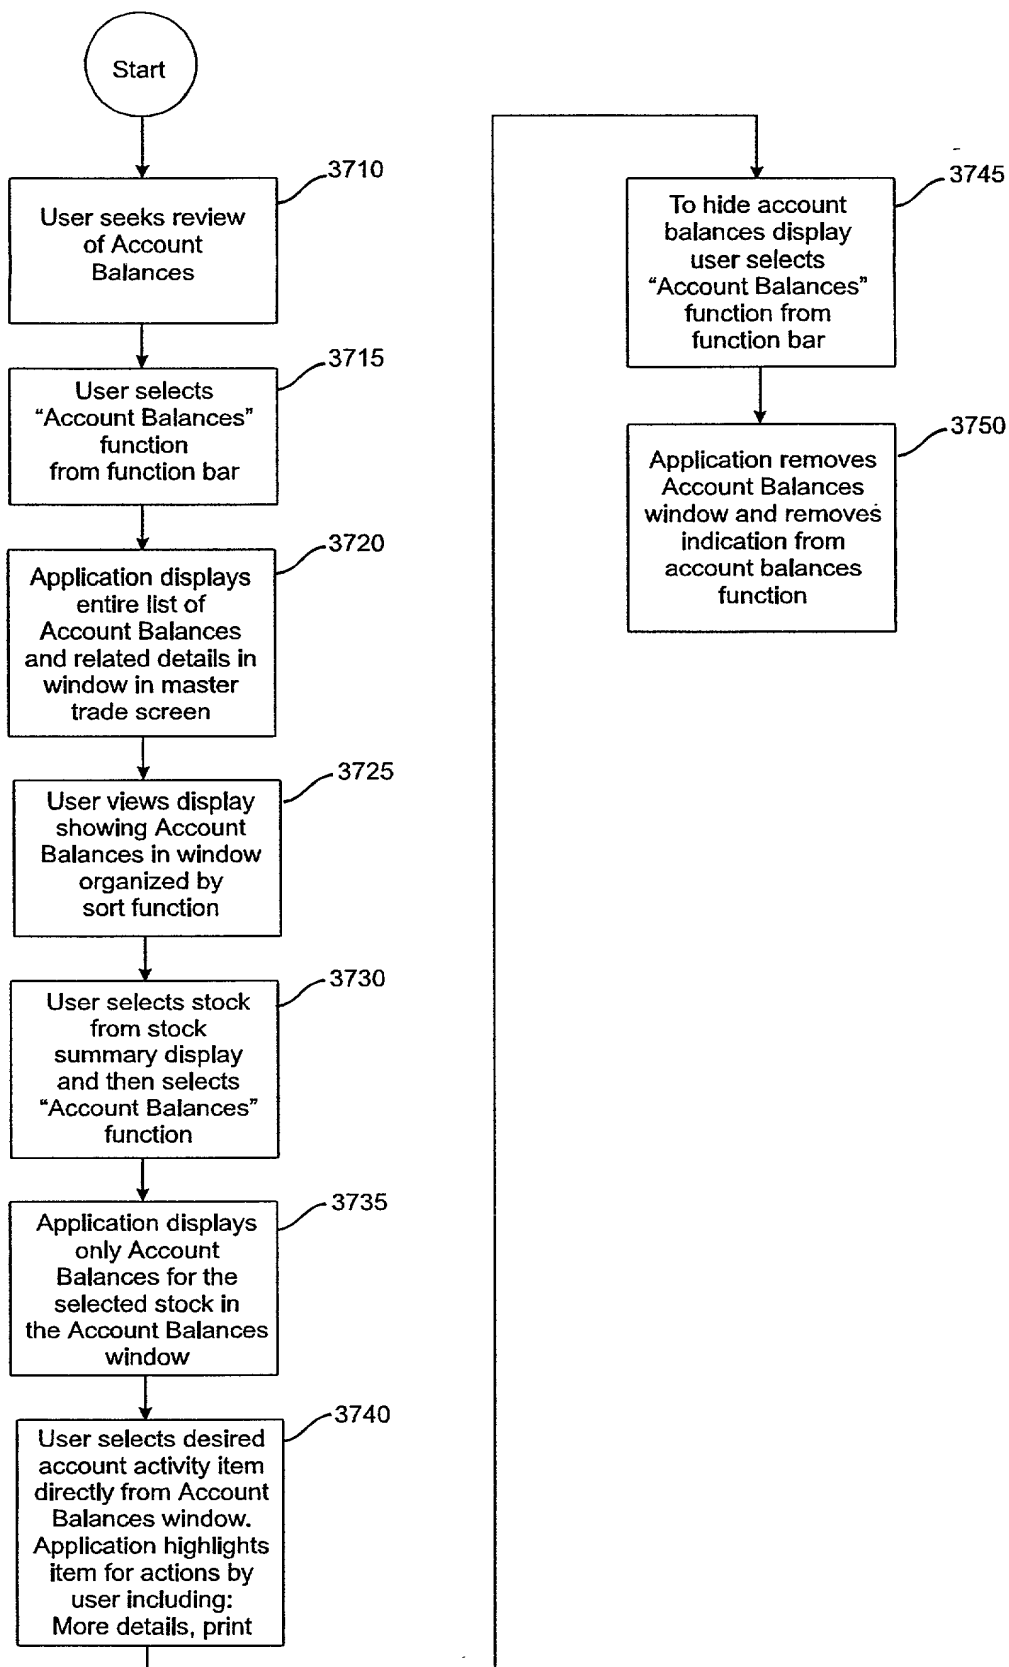 Start
3710
User seeks review
of Account
Balances
3715
User selects
“Account Balances”
function
from function bar
3720
Application displays
entire list of
Account Balances
and related details in
window in master
trade screen
3725
User views display
showing Account
Balances in window
organized by
sort function
3730
User selects stock
from stock
summary display
and then selects
“Account Balances”
function
3735
Application displays
only Account
Balances for the
selected stock in
the Account Balances
window
3740
User selects desired
account activity item
directly from Account
Balances window.
Application highlights
item for actions by
user including:
More details, print
3745
To hide account
balances display
user selects
“Account Balances”
function from
function bar
3750
Application removes
Account Balances
window and removes
indication from
account balances
function